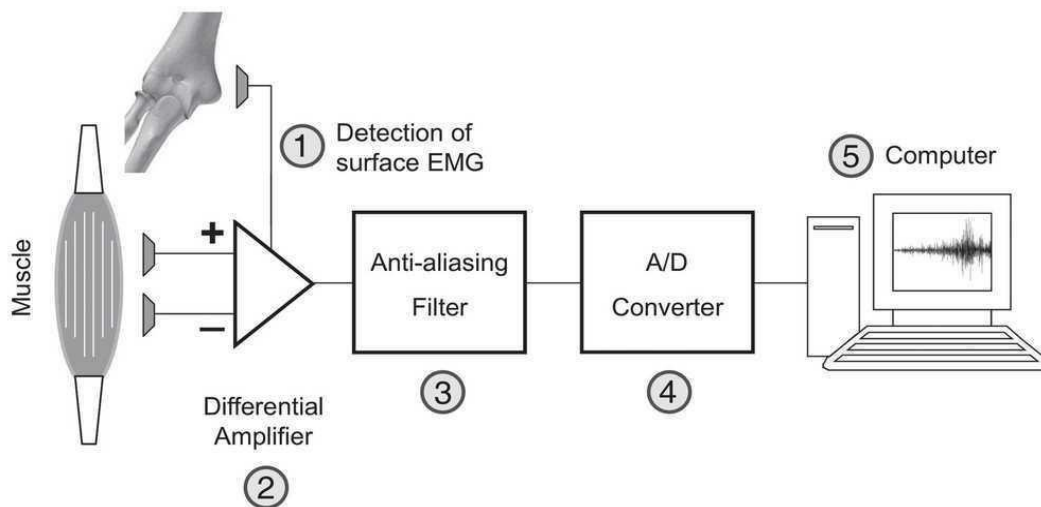 1
Detection of
surface EMG
5
Computer
Muscle
+
−
Anti-aliasing
Filter
A/D
Converter
3
4
Differential
Amplifier
2